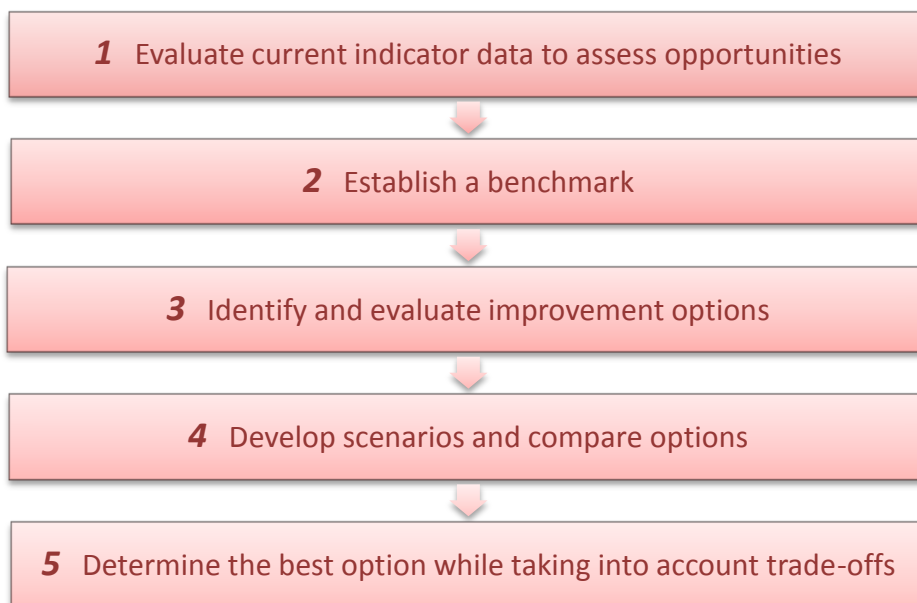 1 Evaluate current indicator data to assess opportunities
2 Establish a benchmark
3 Identify and evaluate improvement options
4 Develop scenarios and compare options
5 Determine the best option while taking into account trade-offs